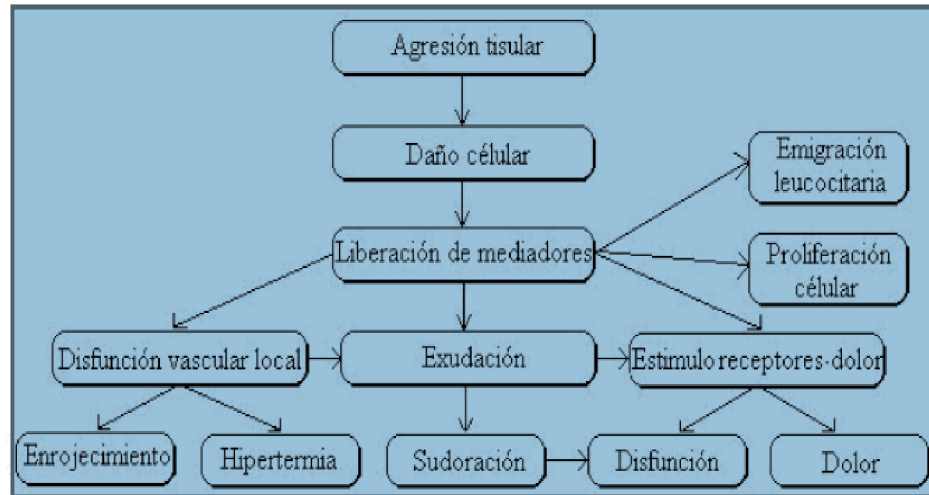 Agresión tisular
Daño célular
Emigración
leucocitaria
Liberación de mediadores
Proliferación
célular
Disfunción vascular local
Exudación
Estimulo receptores-dolor
Enrojecimiento
Hipertermia
Sudoración
Disfunción
Dolor